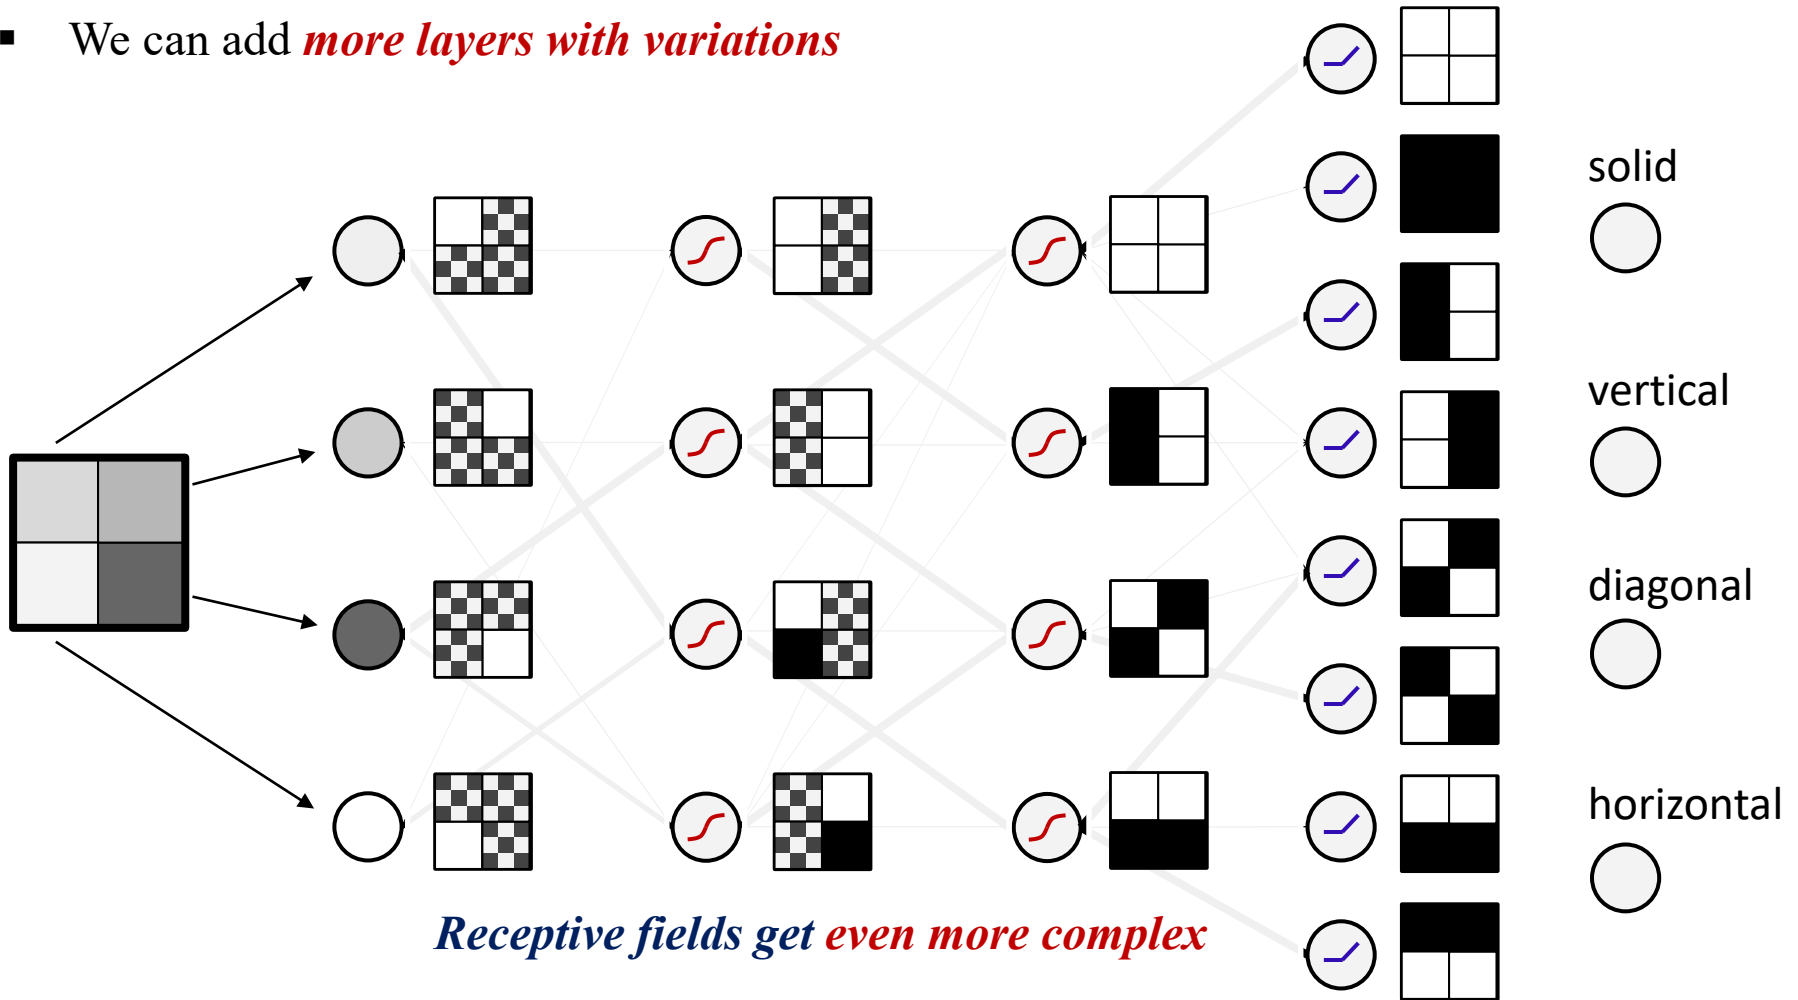 ▪ We can add more layers with variations
solid
vertical
diagonal
horizontal
Receptive fields get even more complex